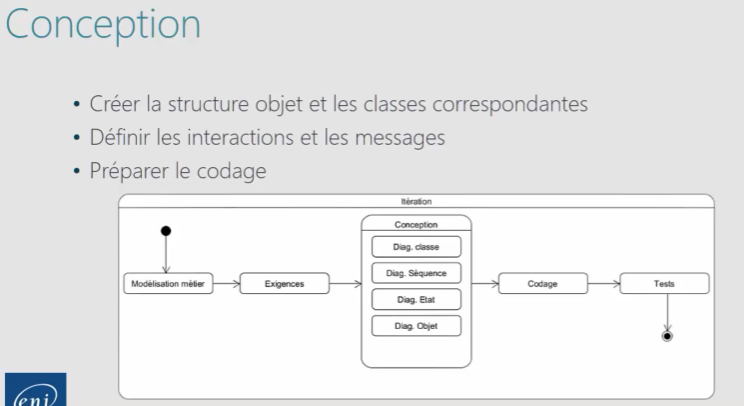 Conception
• Créer la structure objet et les classes correspondantes
• Définir les interactions et les messages
• Préparer le codage
Itération
Conception
Diag. classe
Modélisation métier
Exigences
Diag. Séquence
Codage
Tests
Diag. Etat
Diag. Objet
eni